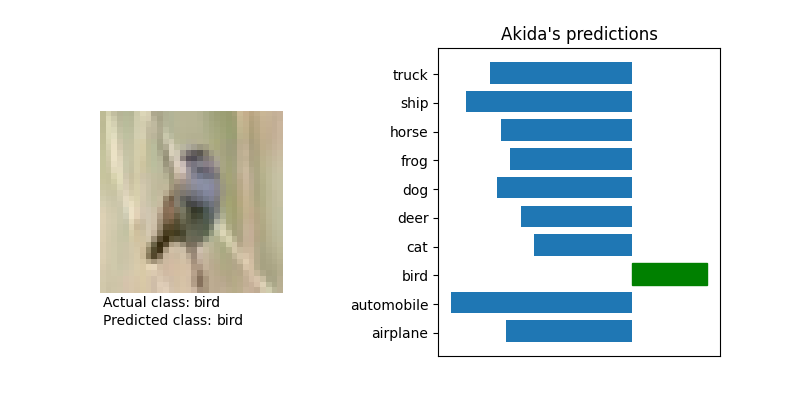 Akida's predictions
truck
ship
horse
frog
dog
deer
cat
bird
automobile
airplane
Actual class: bird
Predicted class: bird